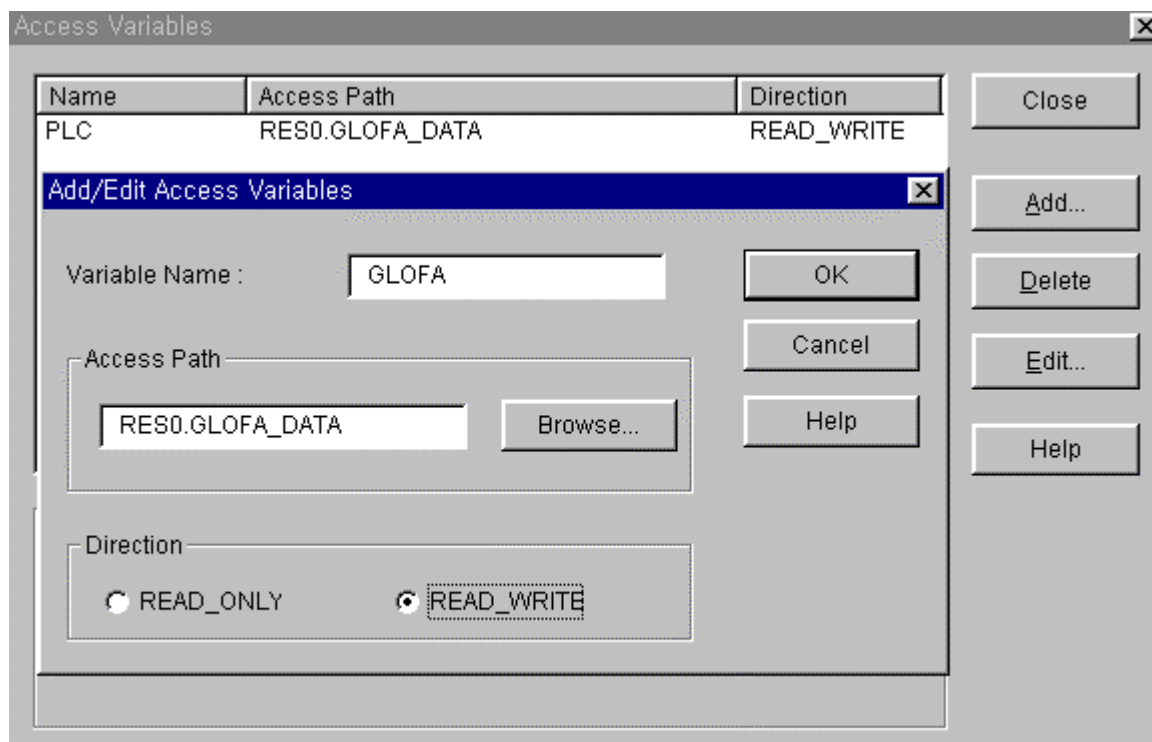 Access Variables
Name Access Path Direction
PLC RES0.GLOFA_DATA READ_WRITE
Add/Edit Access Variables
Variable Name : GLOFA
Access Path
RES0.GLOFA_DATA Browse...
Direction
READ_ONLY READ_WRITE
OK
Cancel
Help
Close
Add...
Delete
Edit...
Help